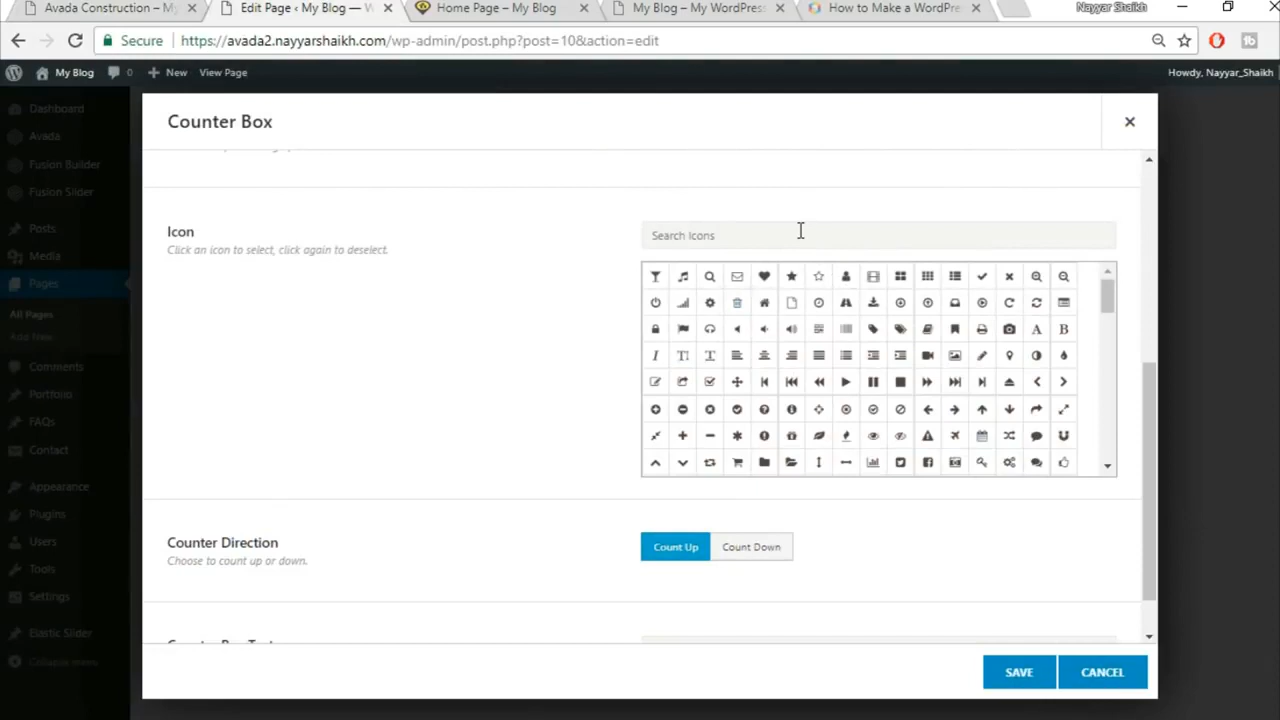 Avada Construction – My
Edit Page ‹ My Blog — W
Home Page – My Blog
My Blog – My WordPress
How to Make a WordPre
Nayyar Shaikh
Secure
https://avada2.nayyarshaikh.com/wp-admin/post.php?post=10&action=edit
My Blog
0
New
View Page
Howdy, Nayyar_Shaikh
Dashboard
Avada
Fusion Builder
Fusion Slider
Posts
Media
Pages
All Pages
Add New
Comments
Portfolio
FAQs
Contact
Appearance
Plugins
Users
Tools
Settings
Elastic Slider
Collapse menu
Counter Box
Icon
Click an icon to select, click again to deselect.
Search Icons
Counter Direction
Choose to count up or down.
Count Up
Count Down
SAVE
CANCEL